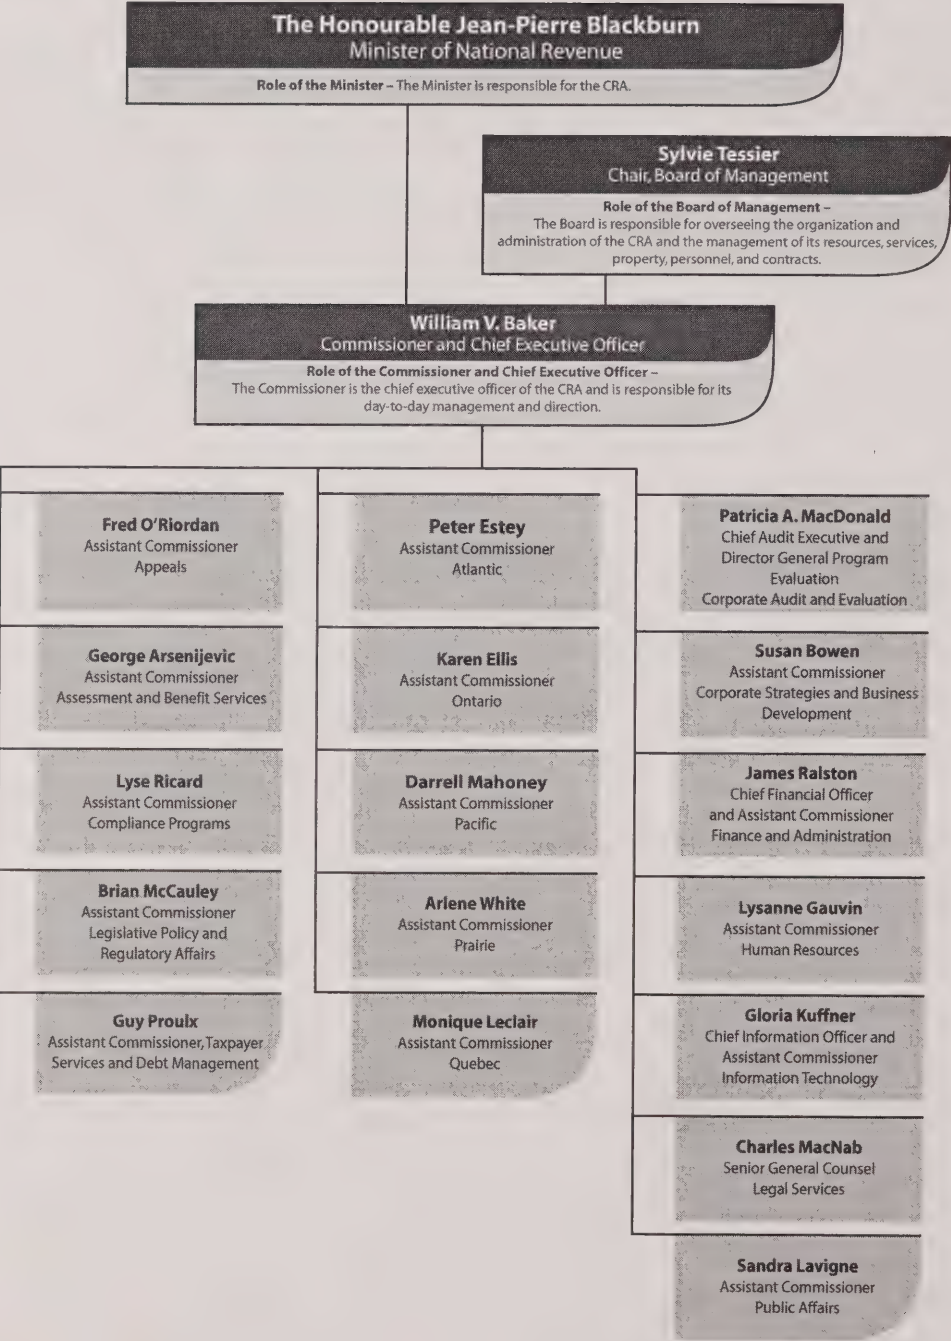 The Honourable Jean-Pierre Blackburn
Minister of National Revenue
Role of the Minister – The Minister is responsible for the CRA.
Sylvie Tessier
Chair, Board of Management
Role of the Board of Management –
The Board is responsible for overseeing the organization and
administration of the CRA and the management of its resources, services,
property, personnel, and contracts.
William V. Baker
Commissioner and Chief Executive Officer
Role of the Commissioner and Chief Executive Officer –
The Commissioner is the chief executive officer of the CRA and is responsible for its
day-to-day management and direction.
Fred O'Riordan
Assistant Commissioner
Appeals
George Arsenijevic
Assistant Commissioner
Assessment and Benefit Services
Lyse Ricard
Assistant Commissioner
Compliance Programs
Brian McCauley
Assistant Commissioner
Legislative Policy and
Regulatory Affairs
Guy Proulx
Assistant Commissioner, Taxpayer
Services and Debt Management
Peter Estey
Assistant Commissioner
Atlantic
Karen Ellis
Assistant Commissioner
Ontario
Darrell Mahoney
Assistant Commissioner
Pacific
Arlene White
Assistant Commissioner
Prairie
Monique Leclair
Assistant Commissioner
Quebec
Patricia A. MacDonald
Chief Audit Executive and
Director General Program
Evaluation
Corporate Audit and Evaluation
Susan Bowen
Assistant Commissioner
Corporate Strategies and Business
Development
James Ralston
Chief Financial Officer
and Assistant Commissioner
Finance and Administration
Lysanne Gauvin
Assistant Commissioner
Human Resources
Gloria Kuffner
Chief Information Officer and
Assistant Commissioner
Information Technology
Charles MacNab
Senior General Counsel
Legal Services
Sandra Lavigne
Assistant Commissioner
Public Affairs